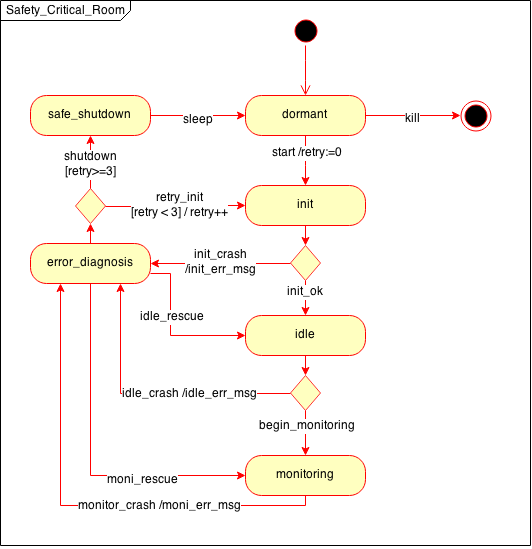 Safety_Critical_Room
safe_shutdown
sleep
dormant
kill
start /retry:=0
shutdown
[retry>=3]
retry_init
[retry < 3] / retry++
init
error_diagnosis
init_crash
/init_err_msg
init_ok
idle_rescue
idle
idle_crash /idle_err_msg
begin_monitoring
moni_rescue
monitoring
monitor_crash /moni_err_msg